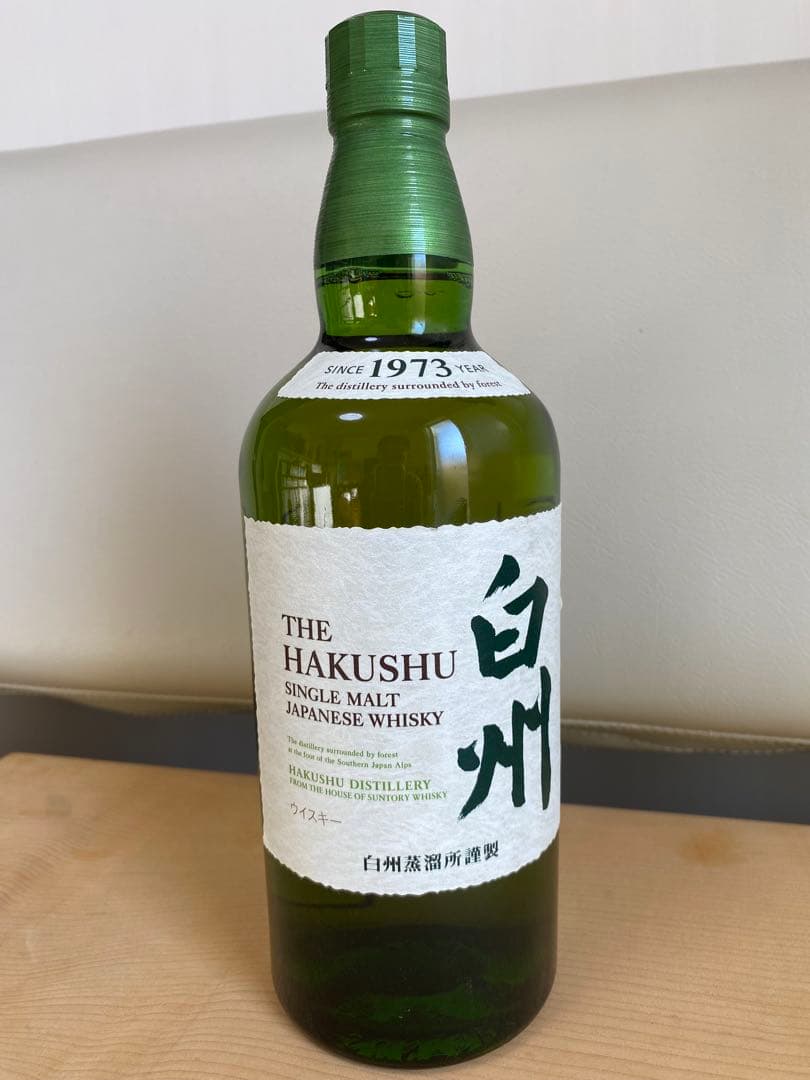 SINCE 1973 YEAR
The distillery surrounded by forest
THE
HAKUSHU
SINGLE MALT
JAPANESE WHISKY
白州
The distillery surrounded by forest
at the foot of the Southern Japan Alps
HAKUSHU DISTILLERY
FROM THE HOUSE OF SUNTORY WHISKY
ウイスキー
白州蒸溜所謹製